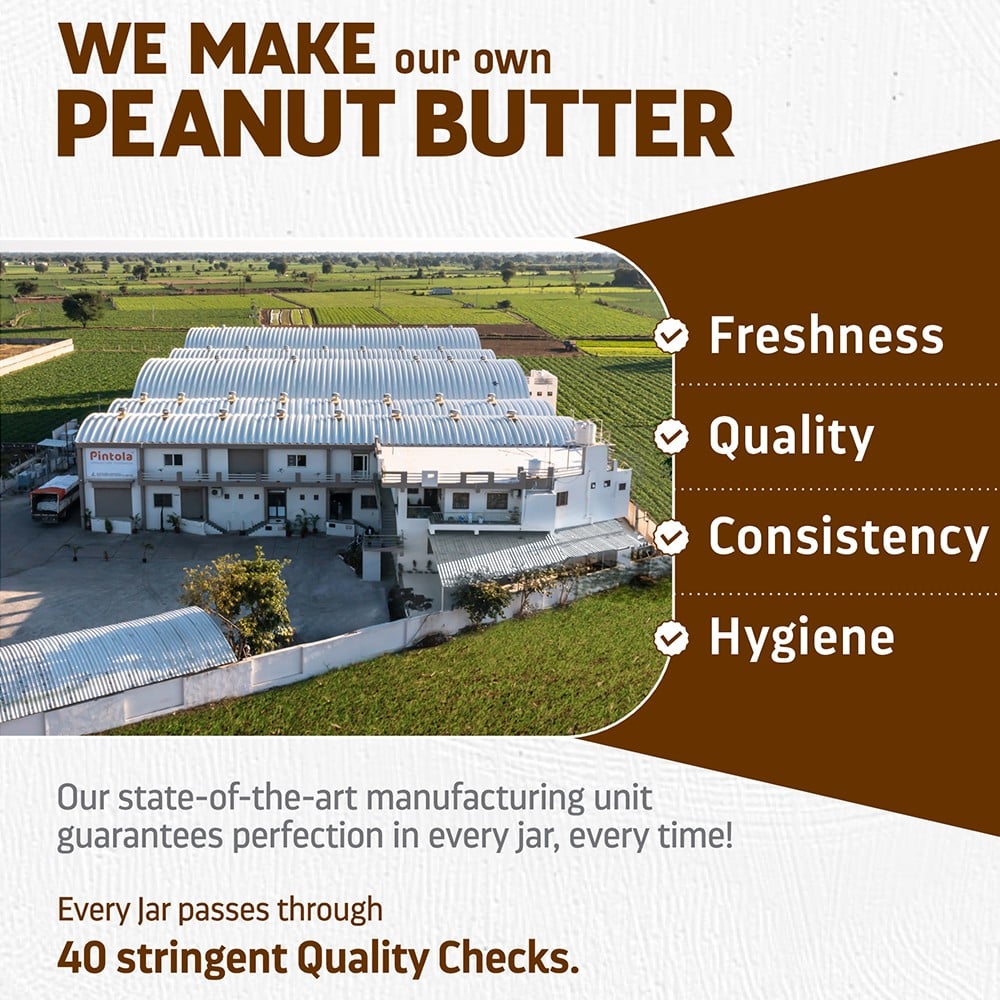 WE MAKE our own
PEANUT BUTTER
Pintola
Freshness
Quality
Consistency
Hygiene
Our state-of-the-art manufacturing unit
guarantees perfection in every jar, every time!
Every Jar passes through
40 stringent Quality Checks.